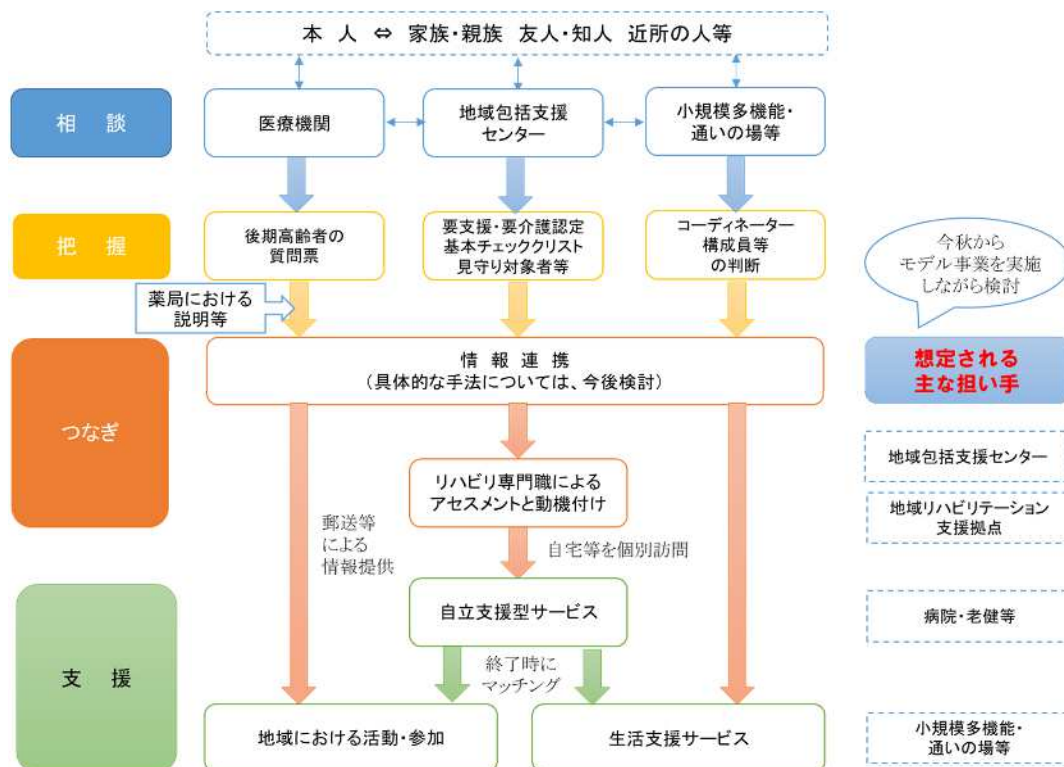 本 人 ⇔ 家族・親族 友人・知人 近所の人等
相 談
医療機関
地域包括支援
センター
小規模多機能・
通いの場等
把 握
後期高齢者の
質問票
要支援・要介護認定
基本チェッククリスト
見守り対象者等
コーディネーター
構成員等
の判断
今秋から
モデル事業を実施
しながら検討
薬局における
説明等
つなぎ
情 報 連 携
(具体的な手法については、今後検討)
想定される
主な担い手
地域包括支援センター
リハビリ専門職による
アセスメントと動機付け
地域リハビリテーション
支援拠点
郵送等
による
情報提供
自宅等を個別訪問
支 援
自立支援型サービス
病院・老健等
終了時に
マッチング
地域における活動・参加
生活支援サービス
小規模多機能・
通いの場等